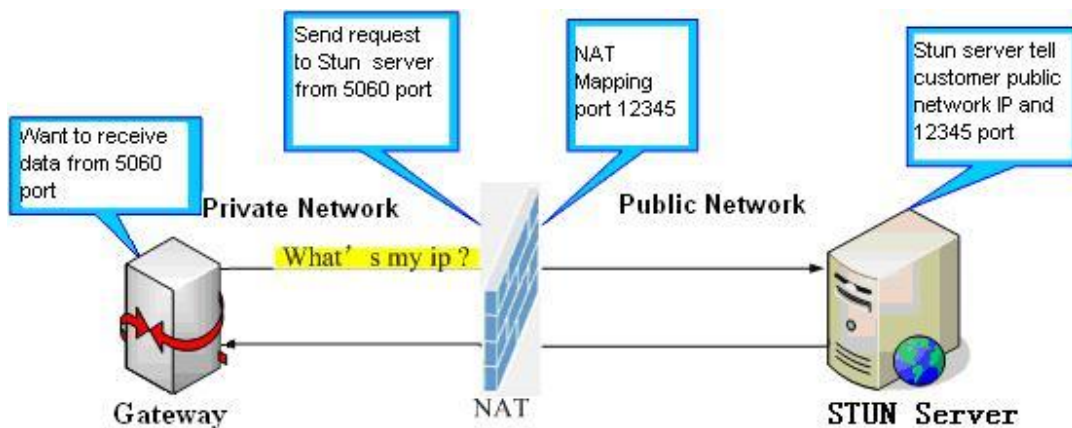 Send request
to Stun server
from 5060 port
NAT
Mapping
port 12345
Stun server tell
customer public
network IP and
12345 port
Want to receive
data from 5060
port
Private Network
Public Network
What's my ip ?
Gateway
NAT
STUN Server